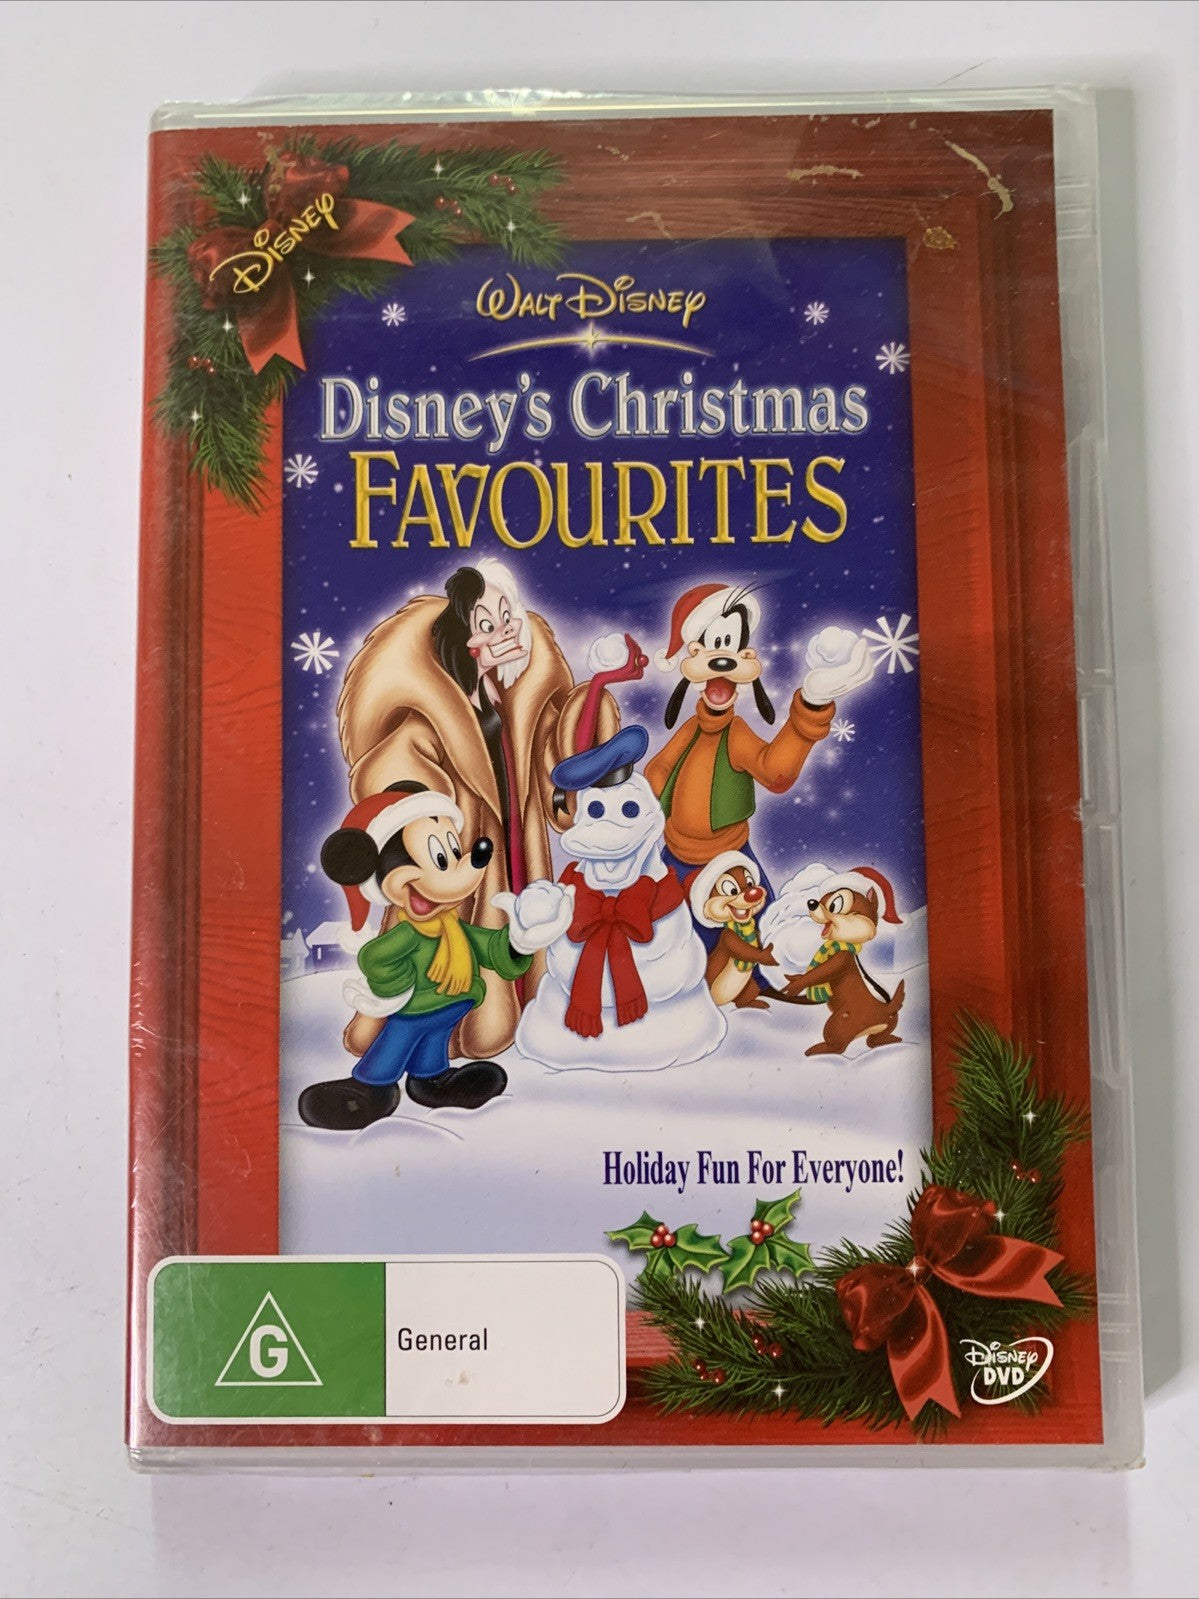 Disney
Walt Disney
Disney's Christmas
FAVOURITES
Holiday Fun For Everyone!
G
General
Disney
DVD